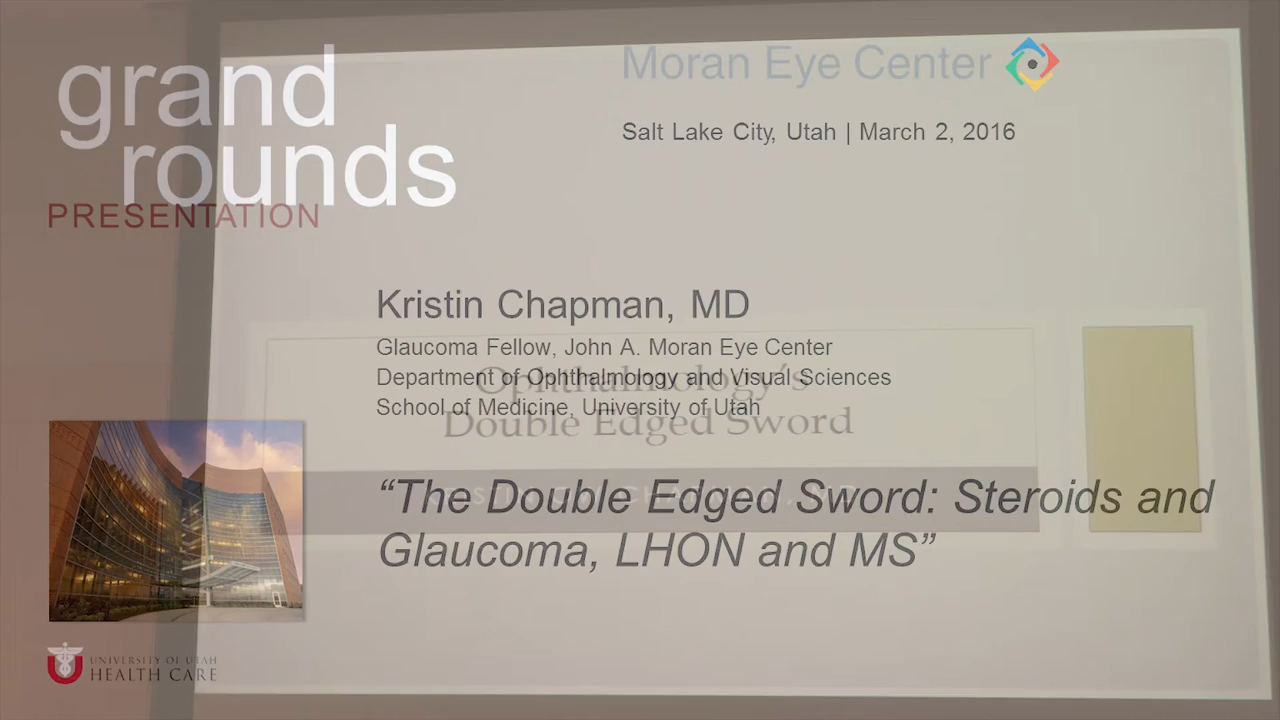 grand
rounds
PRESENTATION
Moran Eye Center
Salt Lake City, Utah | March 2, 2016
Kristin Chapman, MD
Glaucoma Fellow, John A. Moran Eye Center
Department of Ophthalmology and Visual Sciences
School of Medicine, University of Utah
Ophthalmology's
Double Edged Sword
“The Double Edged Sword: Steroids and
Glaucoma, LHON and MS”
UNIVERSITY OF UTAH
HEALTH CARE